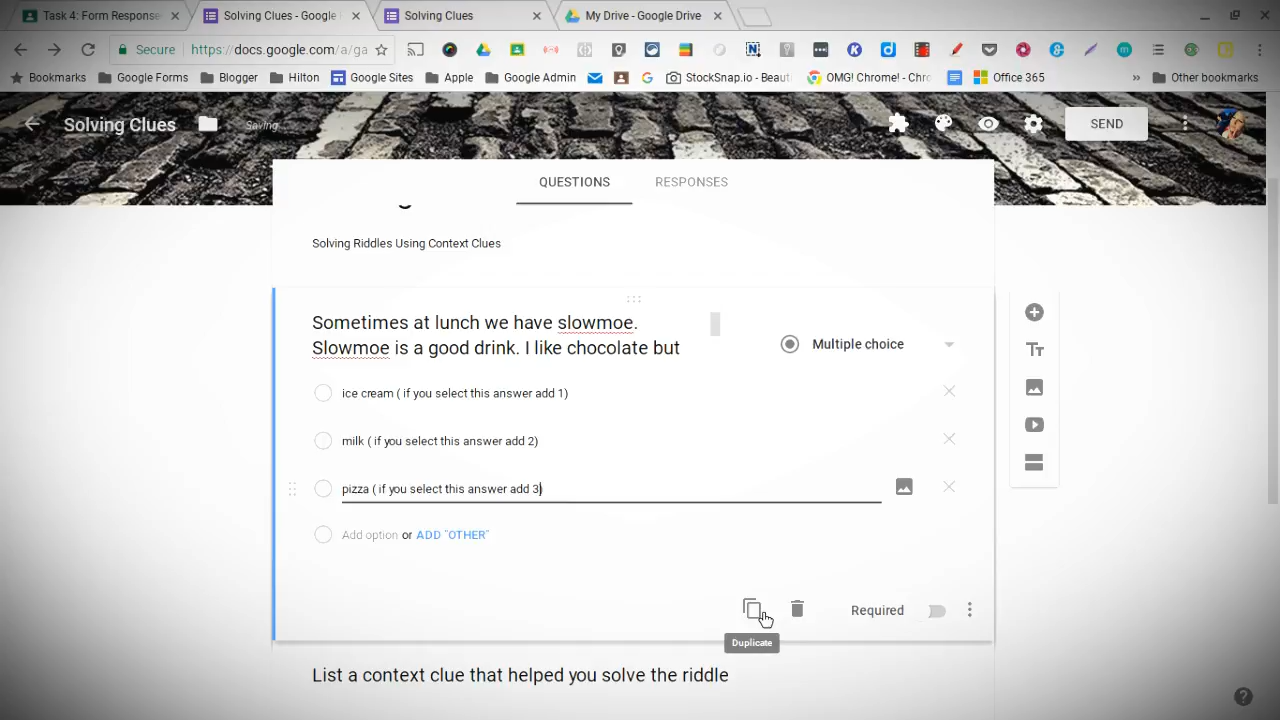 Task 4: Form Response
Solving Clues - Google F
Solving Clues
My Drive - Google Drive
Secure
https://docs.google.com/a/ga
Bookmarks
Google Forms
Blogger
Hilton
Google Sites
Apple
Google Admin
StockSnap.io - Beaut
OMG! Chrome! - Chro
Office 365
»
Other bookmarks
Solving Clues
Saving...
SEND
QUESTIONS
RESPONSES
Solving Riddles Using Context Clues
Sometimes at lunch we have slowmoe.
Slowmoe is a good drink. I like chocolate but
Multiple choice
ice cream ( if you select this answer add 1)
milk ( if you select this answer add 2)
pizza ( if you select this answer add 3)
Add option or ADD "OTHER"
Required
Duplicate
List a context clue that helped you solve the riddle